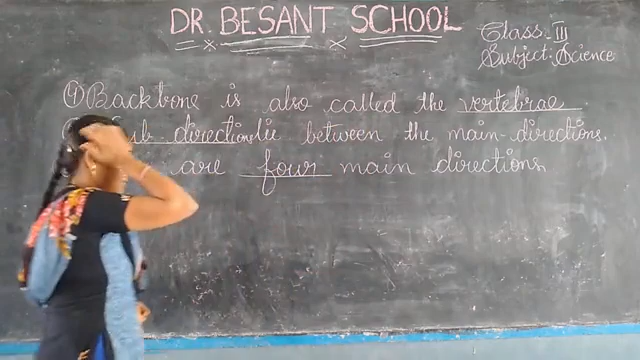 DR. BESANT SCHOOL
Class-III
Subject: Science
4) Backbone is also called the vertebrae.
Sub directions lie between the main-directions.
are four main directions.